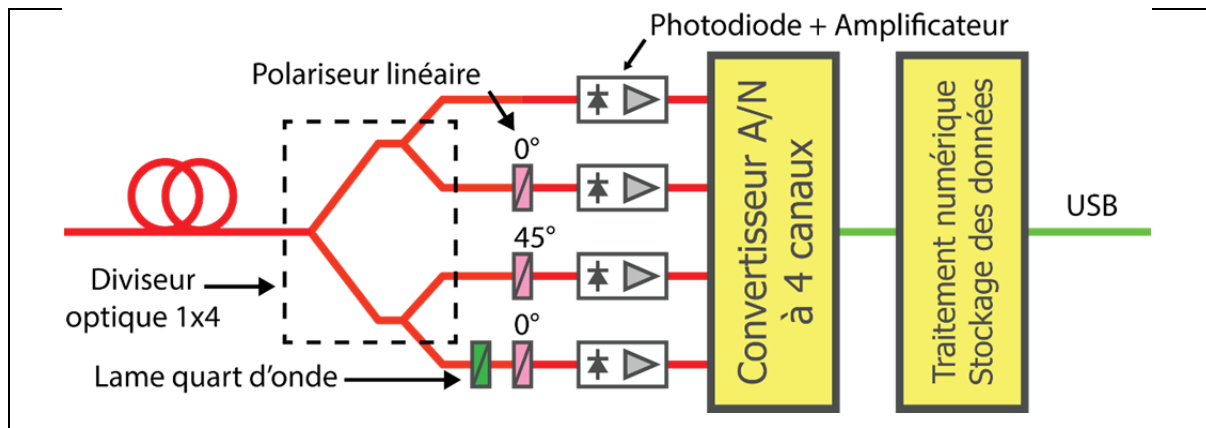 Photodiode + Amplificateur
Polariseur linéaire
0°
45°
0°
Diviseur
optique 1x4
Lame quart d’onde
Convertisseur A/N
à 4 canaux
Traitement numérique
Stockage des données
USB